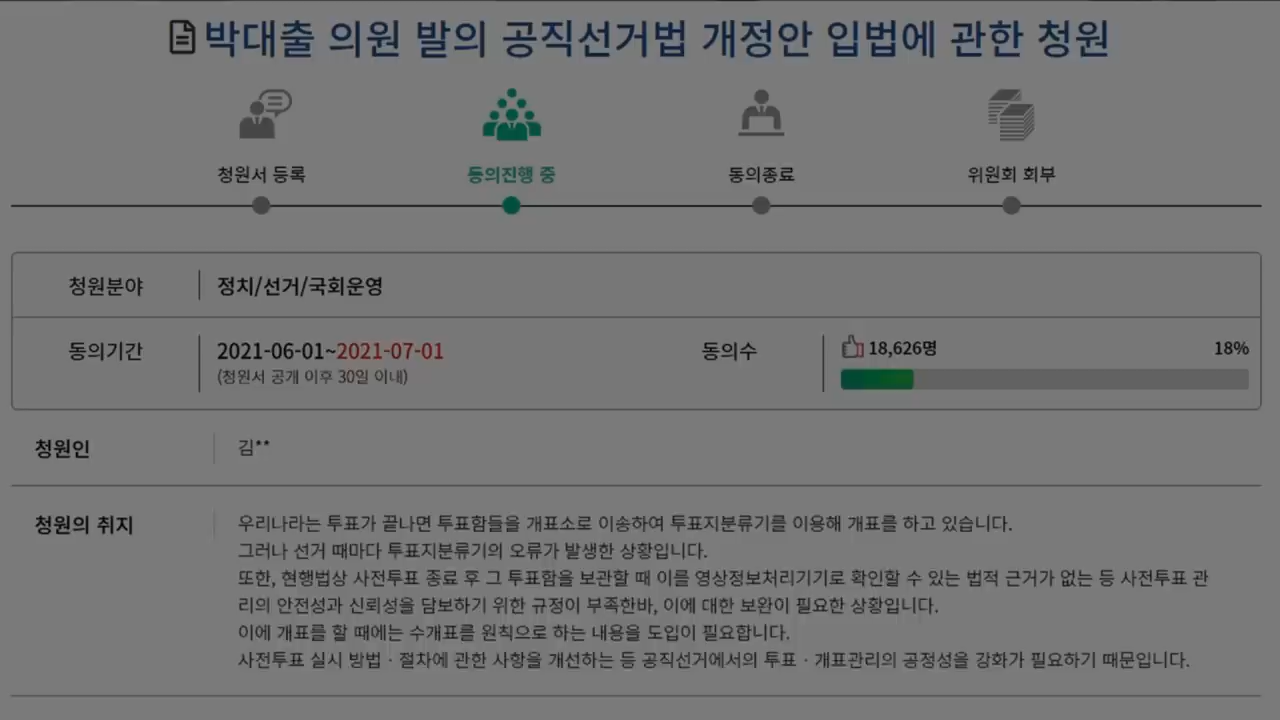 박대출 의원 발의 공직선거법 개정안 입법에 관한 청원
청원서 등록
동의진행 중
동의종료
위원회 회부
청원분야
정치/선거/국회운영
동의기간
2021-06-01~2021-07-01
(청원서 공개 이후 30일 이내)
동의수
18,626명
18%
청원인
김**
청원의 취지
우리나라는 투표가 끝나면 투표함들을 개표소로 이송하여 투표지분류기를 이용해 개표를 하고 있습니다.
그러나 선거 때마다 투표지분류기의 오류가 발생한 상황입니다.
또한, 현행법상 사전투표 종료 후 그 투표함을 보관할 때 이를 영상정보처리기기로 확인할 수 있는 법적 근거가 없는 등 사전투표 관
리의 안전성과 신뢰성을 담보하기 위한 규정이 부족한바, 이에 대한 보완이 필요한 상황입니다.
이에 개표를 할 때에는 수개표를 원칙으로 하는 내용을 도입이 필요합니다.
사전투표 실시 방법 · 절차에 관한 사항을 개선하는 등 공직선거에서의 투표 · 개표관리의 공정성을 강화가 필요하기 때문입니다.